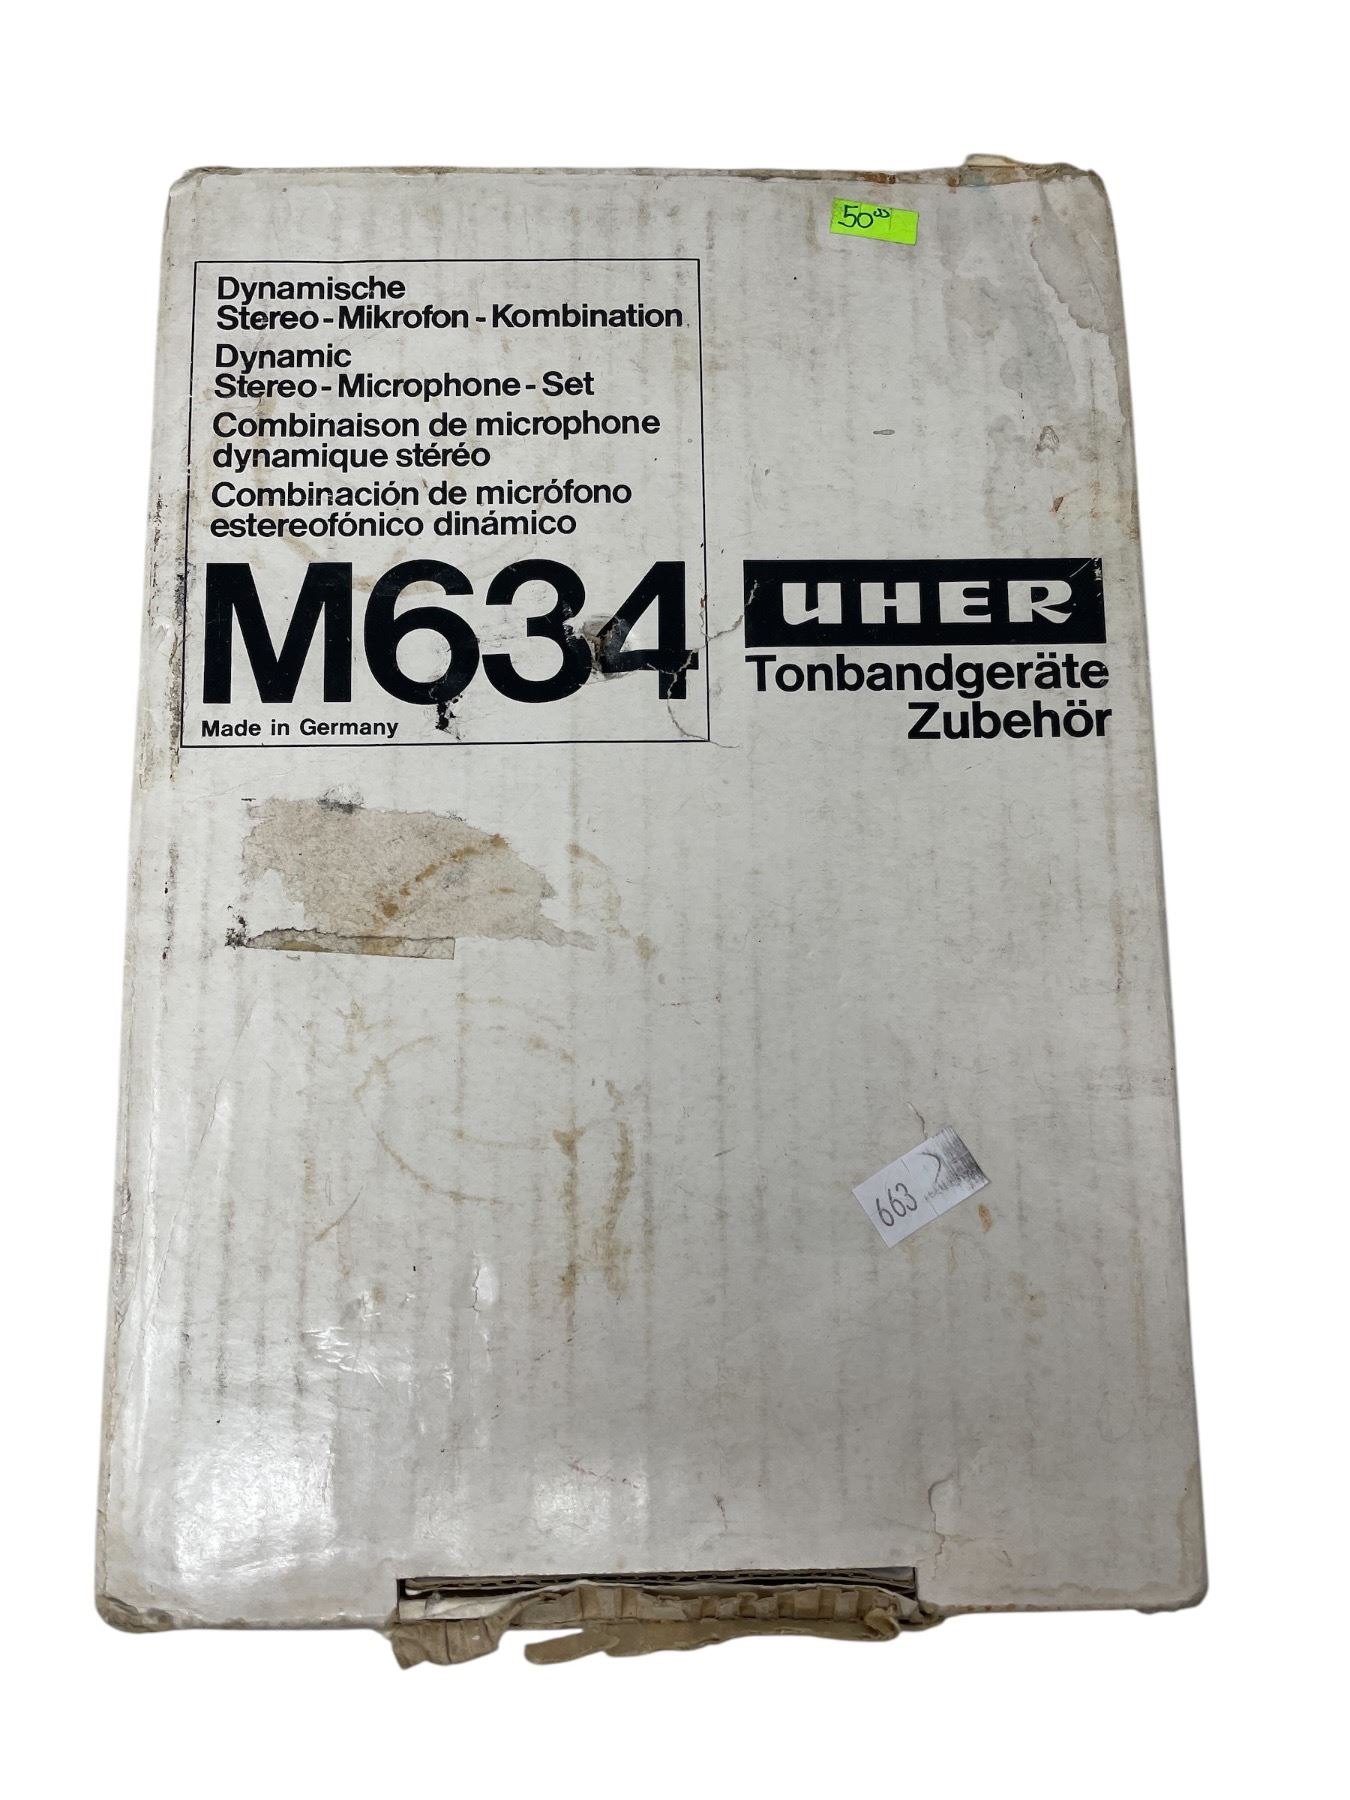 50
Dynamische
Stereo-Mikrofon-Kombination
Dynamic
Stereo-Microphone-Set
Combinaison de microphone
dynamique stéréo
Combinación de micrófono
estereofónico dinámico
M634
Made in Germany
UHER
Tonbandgeräte
Zubehör
663